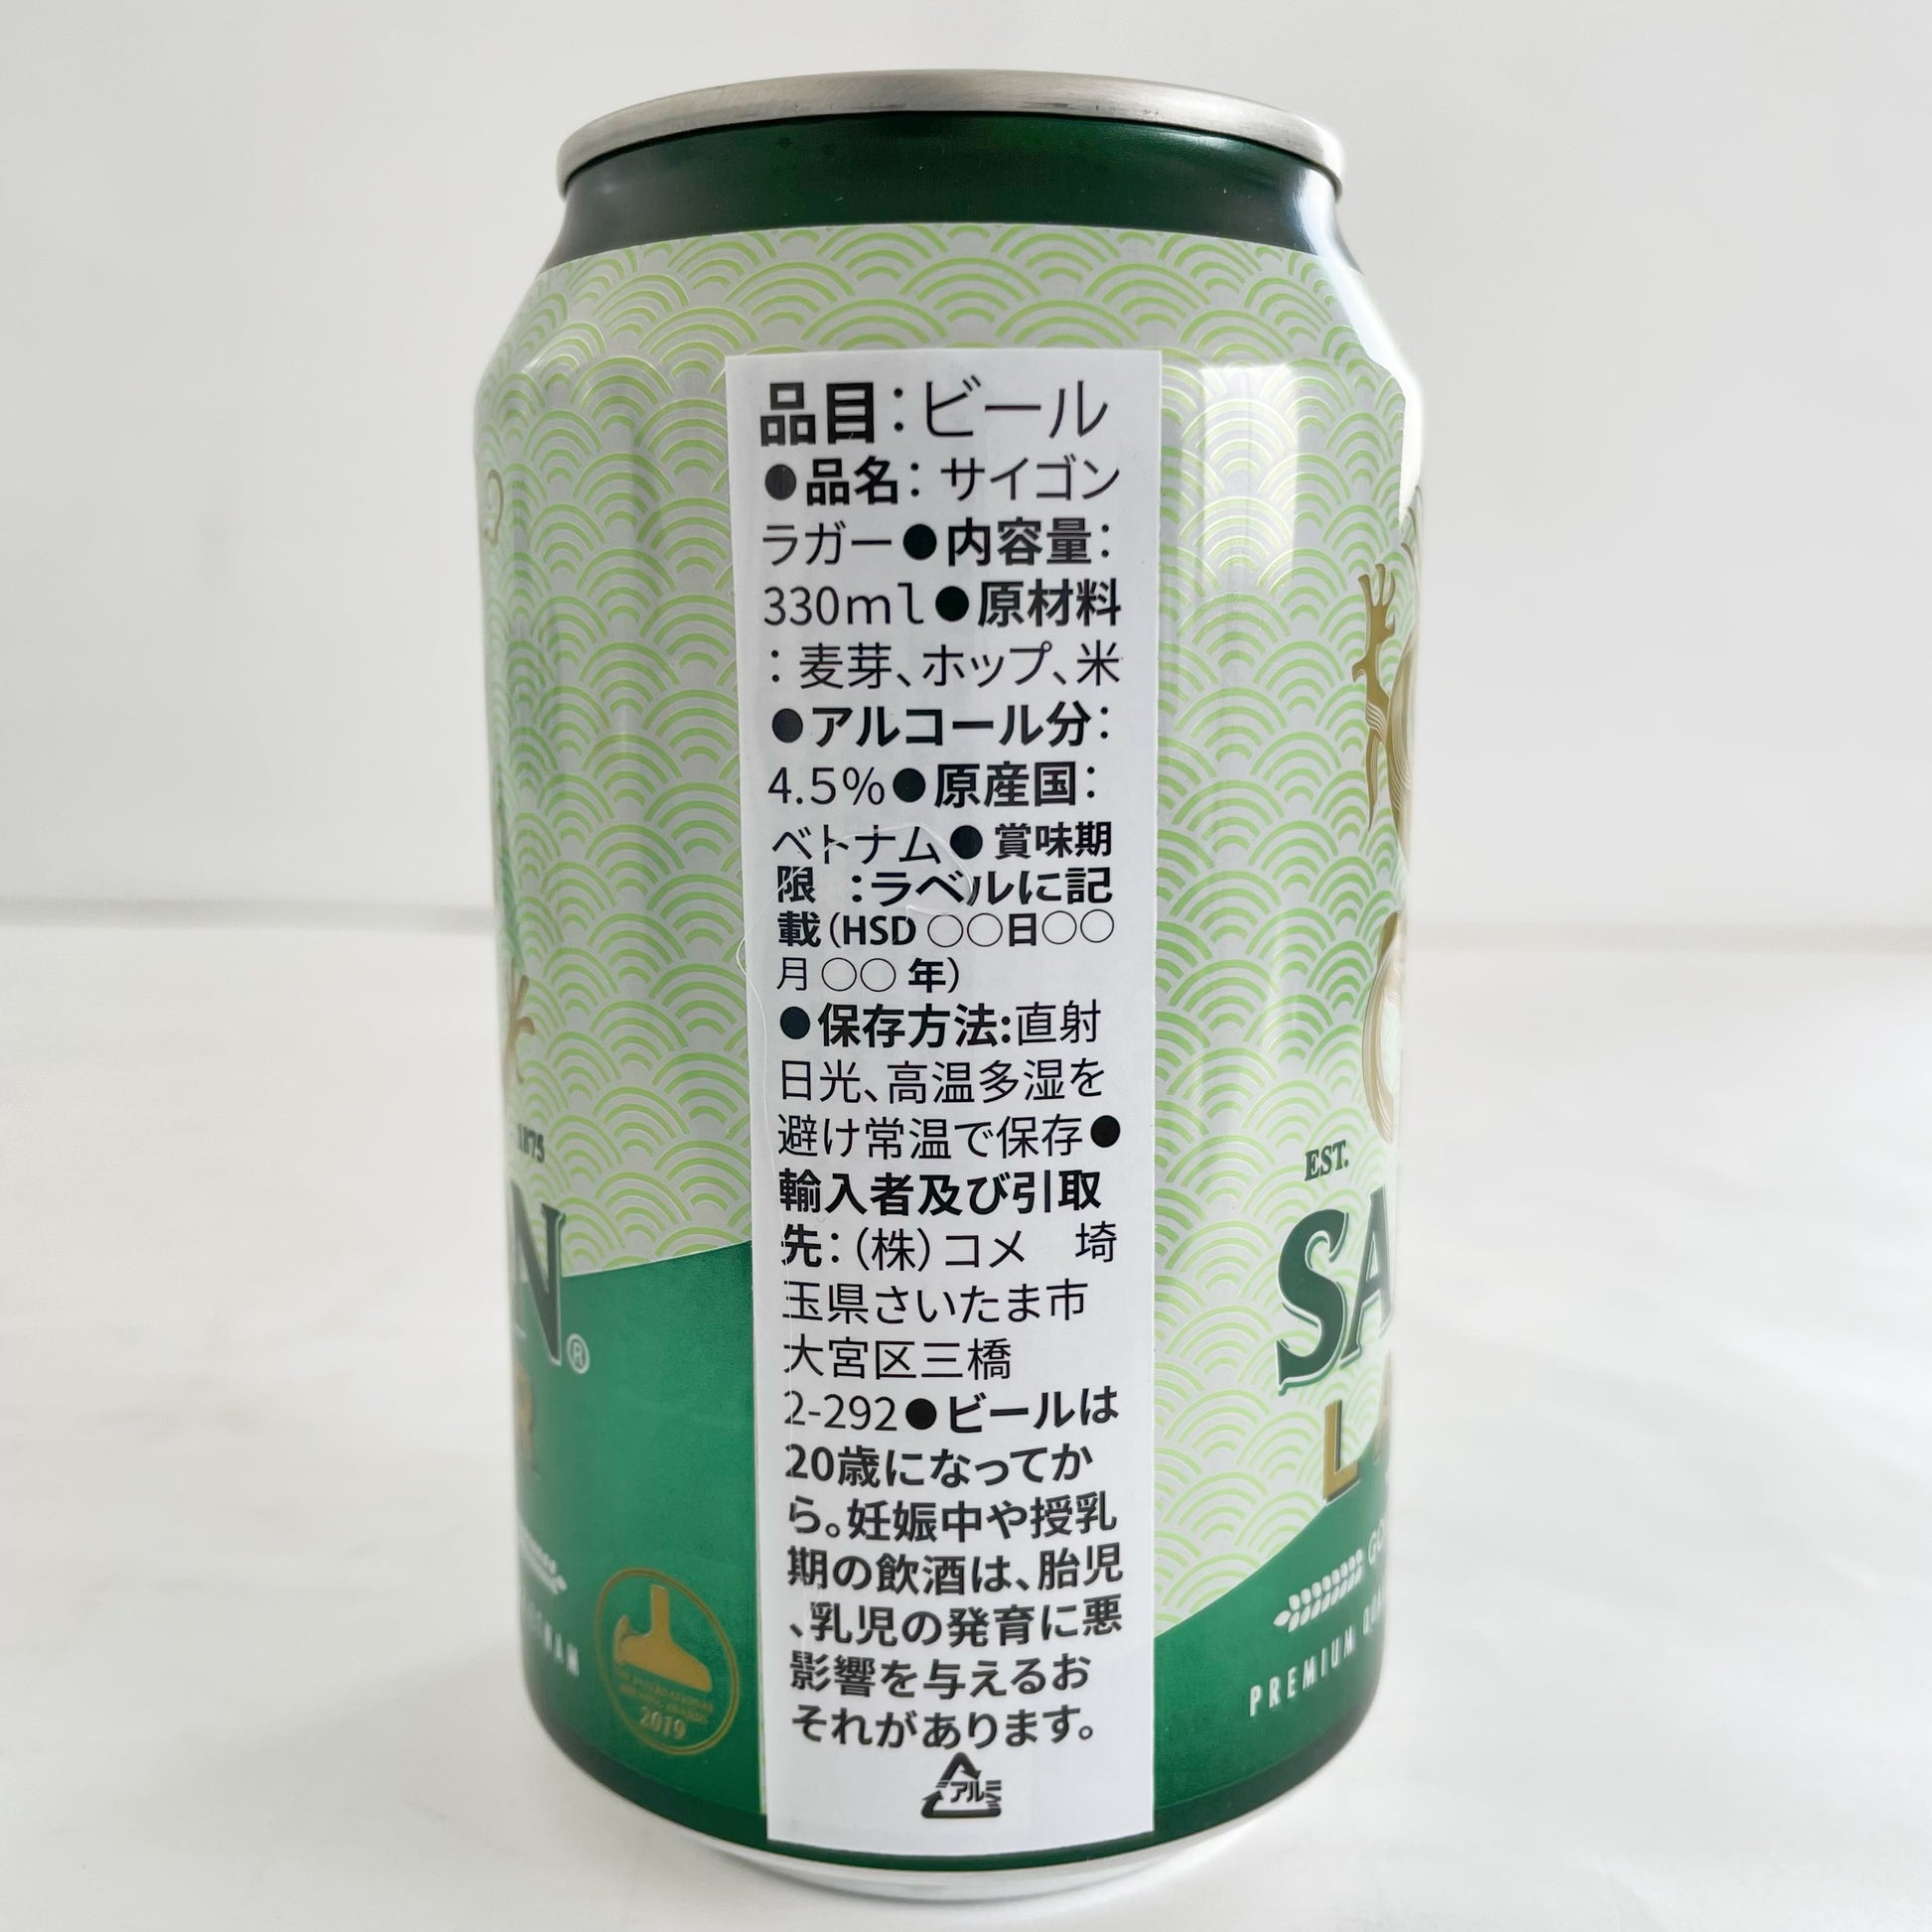 品目：ビール
●品名：サイゴン
ラガー●内容量：
330ml●原材料
：麦芽、ホップ、米
●アルコール分：
4.5%●原産国：
ベトナム●賞味期
限　：ラベルに記
載（HSD 〇〇日〇〇
月 〇〇 年）
●保存方法:直射
日光、高温多湿を
避け常温で保存●
輸入者及び引取
先：（株）コメ　埼
玉県さいたま市
大宮区三橋
2-292●ビールは
20歳になってか
ら。妊娠中や授乳
期の飲酒は、胎児
、乳児の発育に悪
影響を与えるお
それがあります。
アルミ
1875
N®
R
2019
EST.
SA
L
PREMIUM